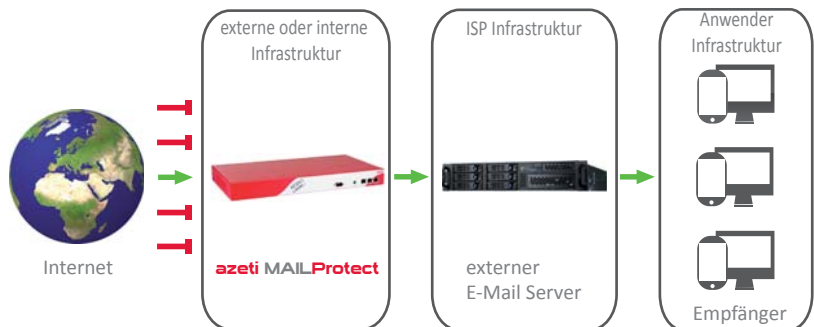 externe oder interne
Infrastruktur
ISP Infrastruktur
Anwender
Infrastruktur
Internet
azeti MAILProtect
externer
E-Mail Server
Empfänger